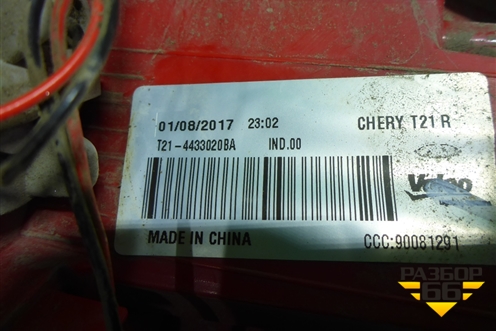 01/08/2017 23:02 CHERY T21 R
T21-4433020BA IND.00
Valeo
MADE IN CHINA CCC:90081291
РАЗБОР
66